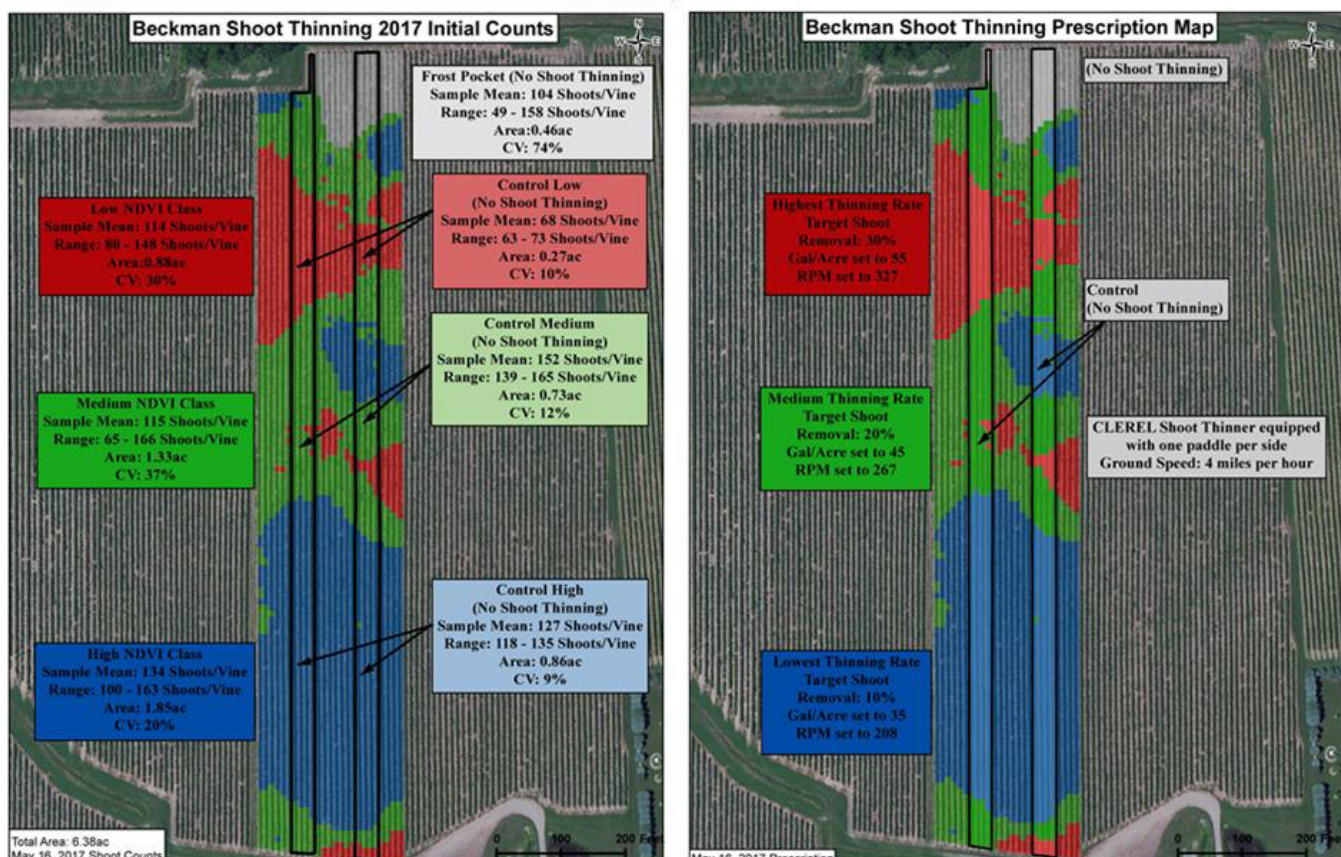 Beckman Shoot Thinning 2017 Initial Counts
N
W E
S
Frost Pocket (No Shoot Thinning)
Sample Mean: 104 Shoots/Vine
Range: 49 - 158 Shoots/Vine
Area:0.46ac
CV: 74%
Low NDVI Class
Sample Mean: 114 Shoots/Vine
Range: 80 - 148 Shoots/Vine
Area:0.88ac
CV: 30%
Control Low
(No Shoot Thinning)
Sample Mean: 68 Shoots/Vine
Range: 63 - 73 Shoots/Vine
Area: 0.27ac
CV: 10%
Control Medium
(No Shoot Thinning)
Sample Mean: 152 Shoots/Vine
Range: 139 - 165 Shoots/Vine
Area: 0.73ac
CV: 12%
Medium NDVI Class
Sample Mean: 115 Shoots/Vine
Range: 65 - 166 Shoots/Vine
Area: 1.33ac
CV: 37%
Control High
(No Shoot Thinning)
Sample Mean: 127 Shoots/Vine
Range: 118 - 135 Shoots/Vine
Area: 0.86ac
CV: 9%
High NDVI Class
Sample Mean: 134 Shoots/Vine
Range: 100 - 163 Shoots/Vine
Area: 1.85ac
CV: 20%
Total Area: 6.38ac
May 16, 2017 Shoot Counts
0 100 200 Feet
Beckman Shoot Thinning Prescription Map
N
W E
S
(No Shoot Thinning)
Highest Thinning Rate
Target Shoot
Removal: 30%
Gal/Acre set to 55
RPM set to 327
Control
(No Shoot Thinning)
Medium Thinning Rate
Target Shoot
Removal: 20%
Gal/Acre set to 45
RPM set to 267
CLEREL Shoot Thinner equipped
with one paddle per side
Ground Speed: 4 miles per hour
Lowest Thinning Rate
Target Shoot
Removal: 10%
Gal/Acre set to 35
RPM set to 208
May 16, 2017 Prescription
0 100 200 Feet